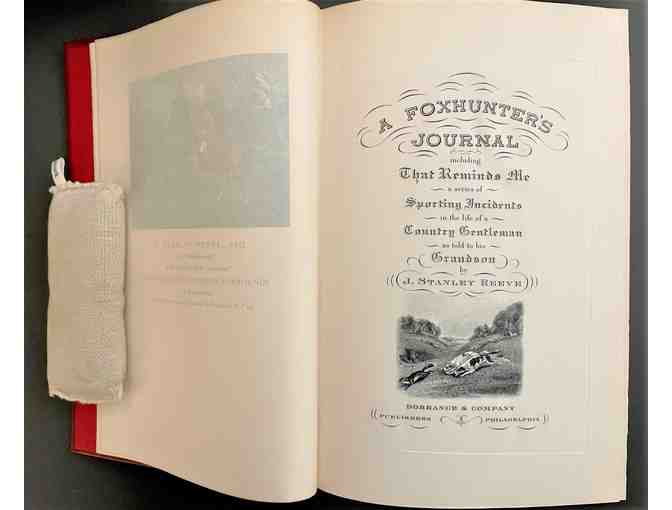 A FOXHUNTER'S
JOURNAL
including
That Reminds Me
a series of
Sporting Incidents
in the life of a
Country Gentleman
as told to his
Grandson
by
J. STANLEY REEVE
DORRANCE & COMPANY
PUBLISHERS PHILADELPHIA